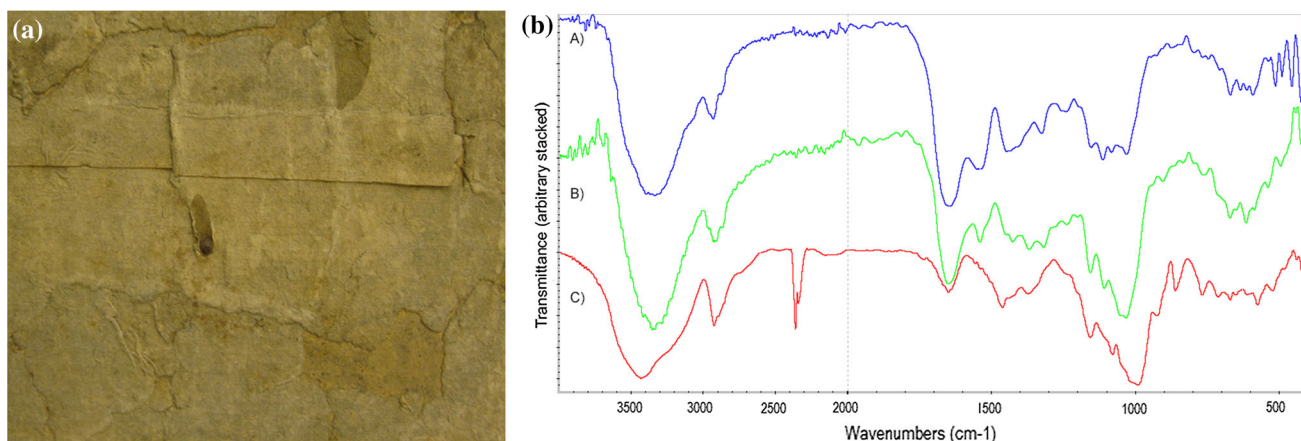 (a)
(b)
A)
B)
C)
Transmittance (arbitrary stacked)
3500 3000 2500 2000 1500 1000 500
Wavenumbers (cm-1)